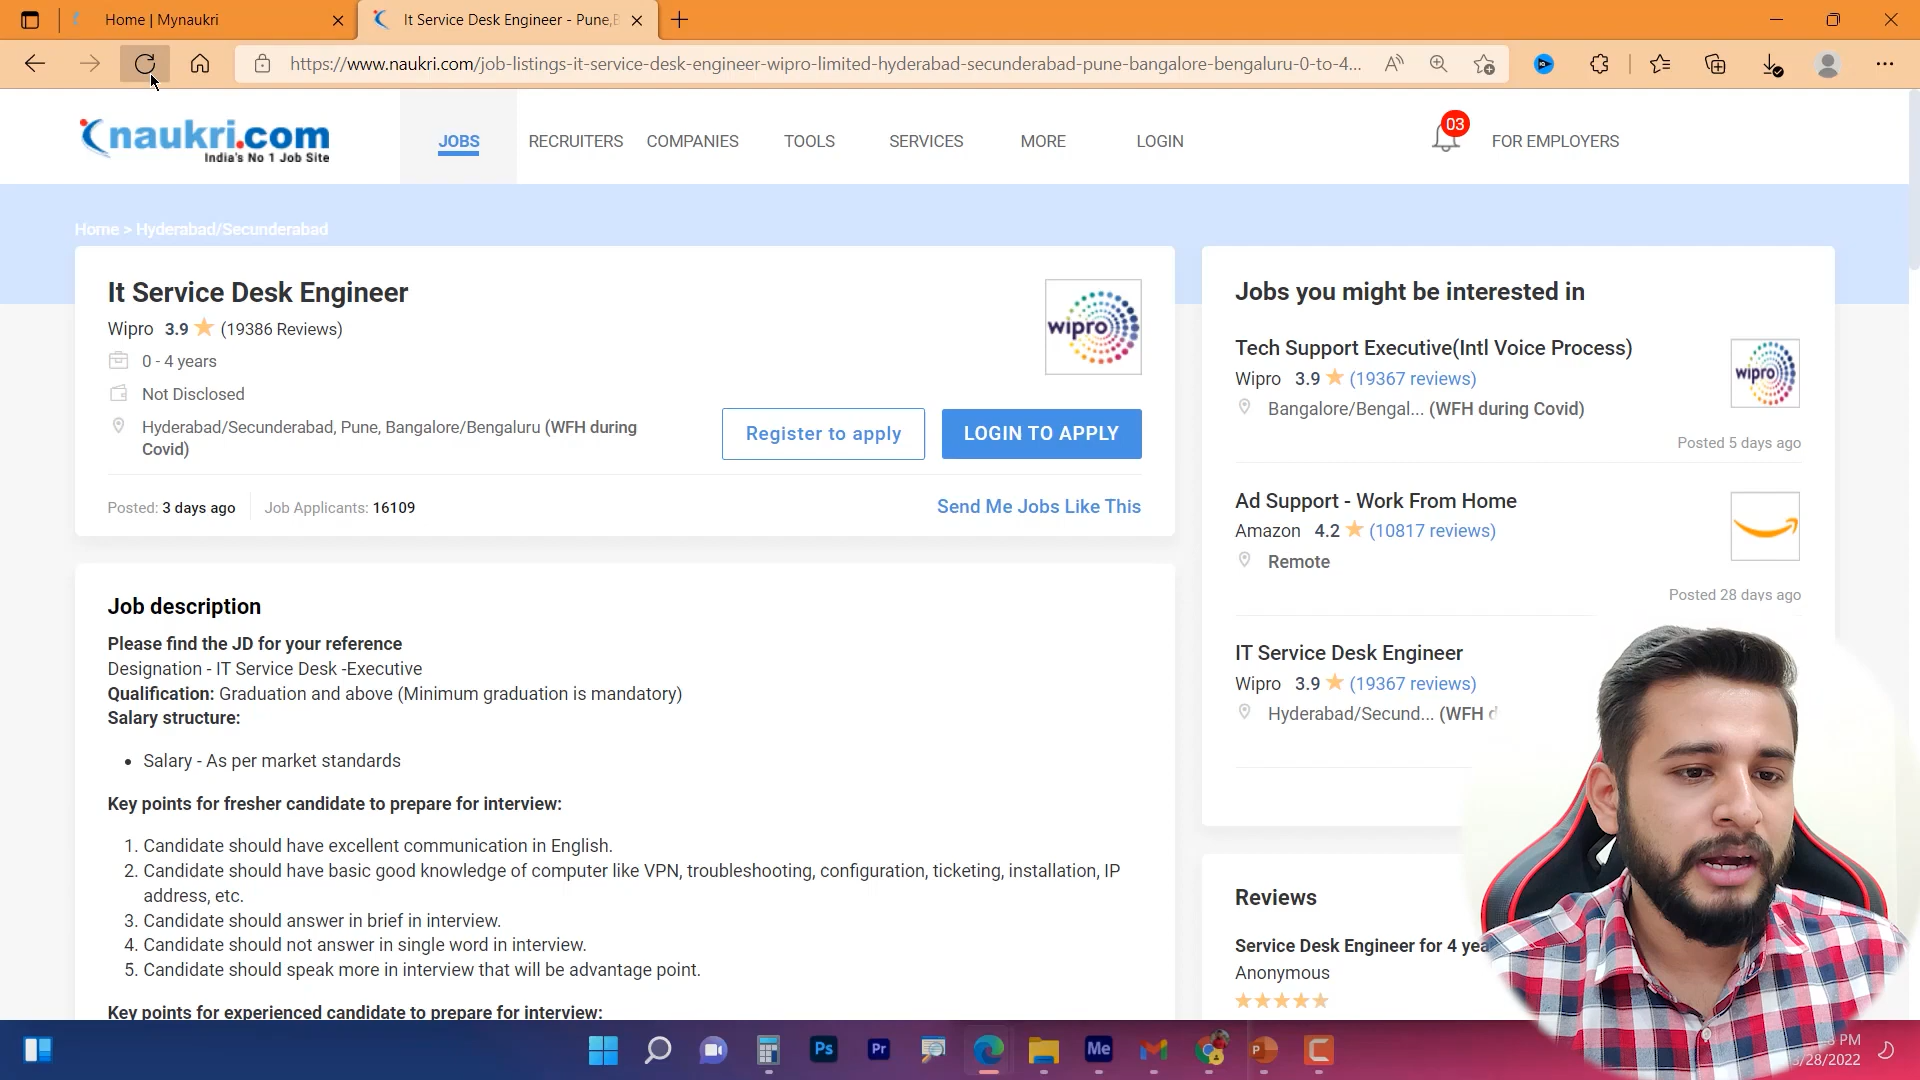 Home | Mynaukri
It Service Desk Engineer - Pune,B
https://www.naukri.com/job-listings-it-service-desk-engineer-wipro-limited-hyderabad-secunderabad-pune-bangalore-bengaluru-0-to-4...
naukri.com
India's No 1 Job Site
JOBS
RECRUITERS
COMPANIES
TOOLS
SERVICES
MORE
LOGIN
03
FOR EMPLOYERS
Home > Hyderabad/Secunderabad
It Service Desk Engineer
Wipro 3.9 (19386 Reviews)
0 - 4 years
Not Disclosed
Hyderabad/Secunderabad, Pune, Bangalore/Bengaluru (WFH during
Covid)
wipro
Register to apply
LOGIN TO APPLY
Posted: 3 days ago
Job Applicants: 16109
Send Me Jobs Like This
Job description
Please find the JD for your reference
Designation - IT Service Desk -Executive
Qualification: Graduation and above (Minimum graduation is mandatory)
Salary structure:
• Salary - As per market standards
Key points for fresher candidate to prepare for interview:
1. Candidate should have excellent communication in English.
2. Candidate should have basic good knowledge of computer like VPN, troubleshooting, configuration, ticketing, installation, IP
address, etc.
3. Candidate should answer in brief in interview.
4. Candidate should not answer in single word in interview.
5. Candidate should speak more in interview that will be advantage point.
Key points for experienced candidate to prepare for interview:
Jobs you might be interested in
Tech Support Executive(Intl Voice Process)
Wipro 3.9 (19367 reviews)
Bangalore/Bengal... (WFH during Covid)
wipro
Posted 5 days ago
Ad Support - Work From Home
Amazon 4.2 (10817 reviews)
Remote
Posted 28 days ago
IT Service Desk Engineer
Wipro 3.9 (19367 reviews)
Hyderabad/Secund... (WFH d
Reviews
Service Desk Engineer for 4 yea
Anonymous
Ps
Pr
Me
PM
/28/2022